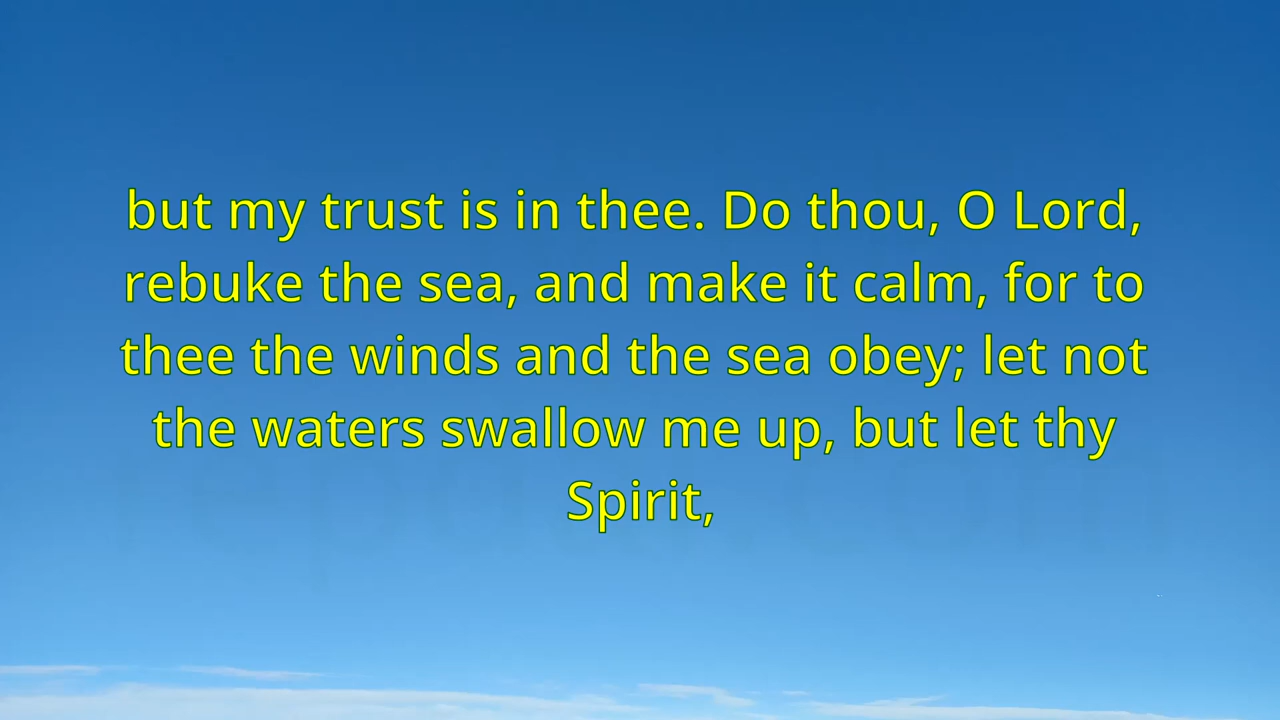 but my trust is in thee. Do thou, O Lord,
rebuke the sea, and make it calm, for to
thee the winds and the sea obey; let not
the waters swallow me up, but let thy
Spirit,